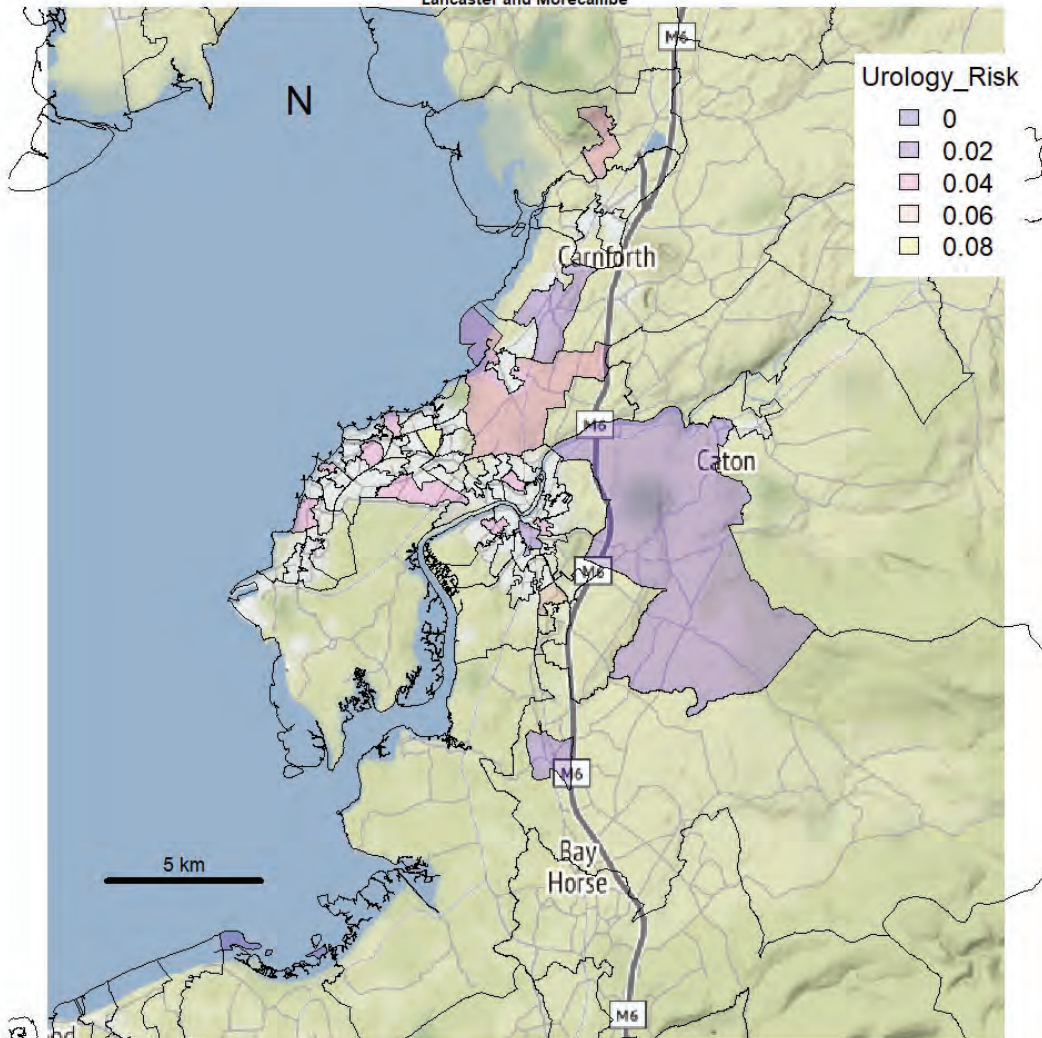 Lancaster and Morecambe
M6
N
Urology_Risk
0
0.02
0.04
0.06
0.08
Carnforth
M6
Caton
M6
M6
5 km
Bay
Horse
M6